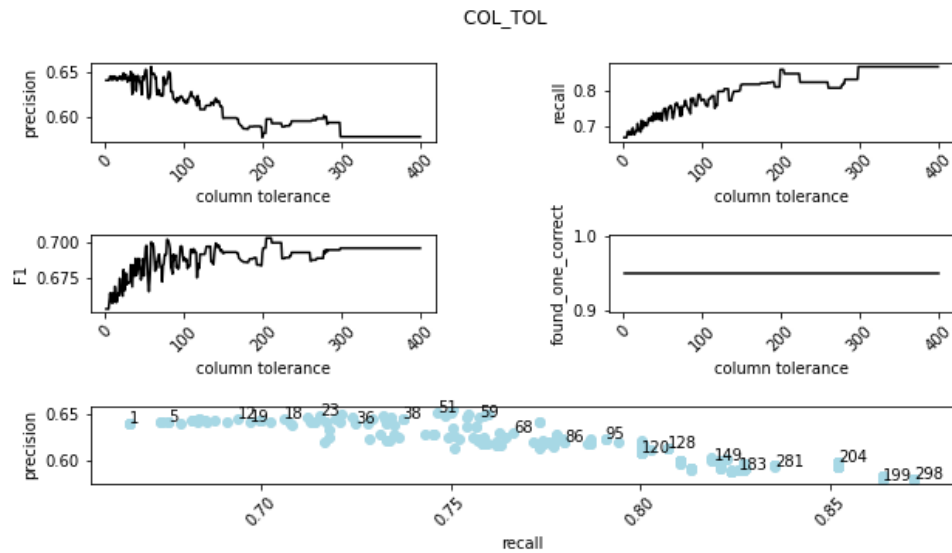 COL_TOL
precision
0.65
0.60
0 100 200 300 400
column tolerance
recall
0.8
0.7
0 100 200 300 400
column tolerance
F1
0.700
0.675
0 100 200 300 400
column tolerance
found_one_correct
1.0
0.9
0 100 200 300 400
column tolerance
precision
0.65
0.60
1 5 12 19 18 23 36 38 51 59 68 86 95 120 128 149 183 281 204 199 298
0.70 0.75 0.80 0.85
recall